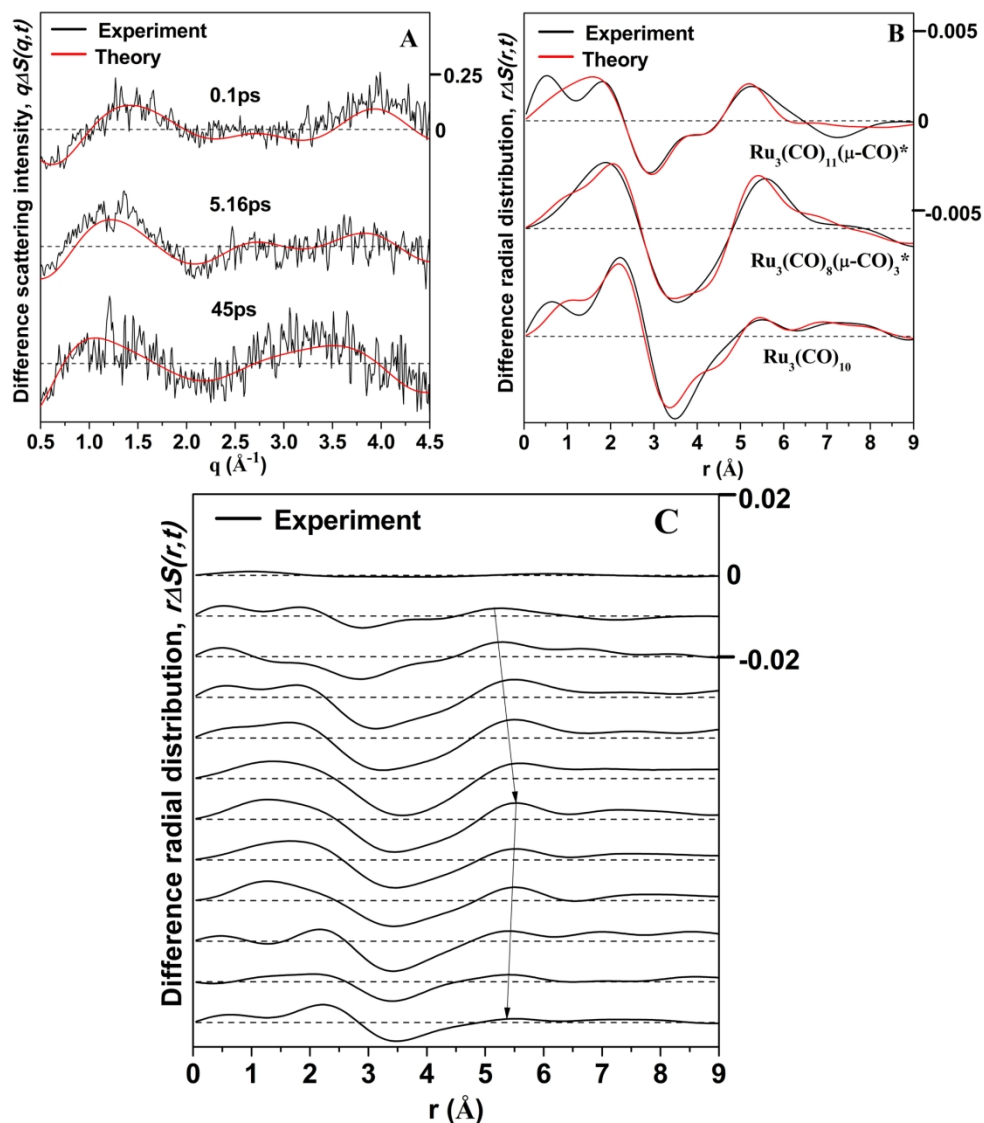 Experiment
Theory
A
0.1ps
5.16ps
45ps
0.25
0
Difference scattering intensity, qΔS(q,t)
0.5 1.0 1.5 2.0 2.5 3.0 3.5 4.0 4.5
q (Å⁻¹)
Experiment
Theory
B
-0.005
0
-0.005
Ru₃(CO)₁₁(μ-CO)*
Ru₃(CO)₈(μ-CO)₃*
Ru₃(CO)₁₀
Difference radial distribution, rΔS(r,t)
0 1 2 3 4 5 6 7 8 9
r (Å)
Experiment
C
0.02
0
-0.02
Difference radial distribution, rΔS(r,t)
0 1 2 3 4 5 6 7 8 9
r (Å)